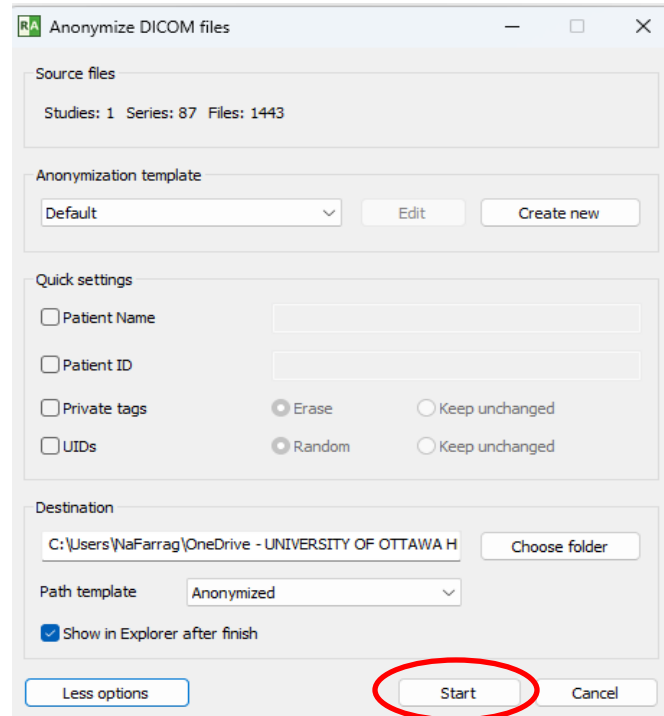 RA Anonymize DICOM files
Source files
Studies: 1 Series: 87 Files: 1443
Anonymization template
Default Edit Create new
Quick settings
Patient Name
Patient ID
Private tags Erase Keep unchanged
UIDs Random Keep unchanged
Destination
C:\Users\NaFarrag\OneDrive - UNIVERSITY OF OTTAWA H Choose folder
Path template Anonymized
Show in Explorer after finish
Less options Start Cancel